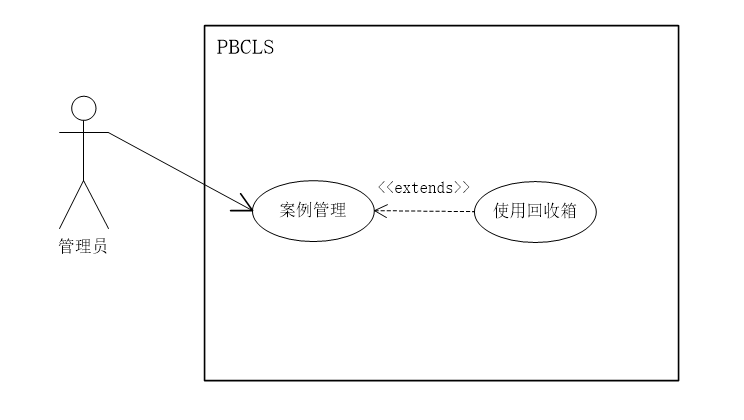 PBCLS
<<extends>>
案例管理
使用回收箱
管理员